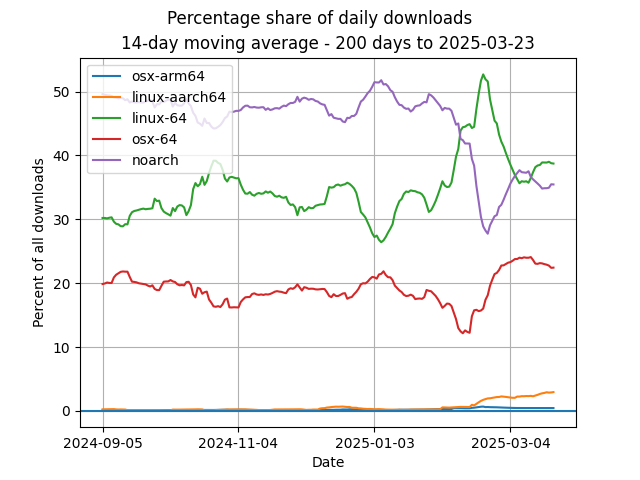 Percentage share of daily downloads
14-day moving average - 200 days to 2025-03-23
osx-arm64
linux-aarch64
linux-64
osx-64
noarch
Percent of all downloads
50
40
30
20
10
0
2024-09-05
2024-11-04
2025-01-03
2025-03-04
Date